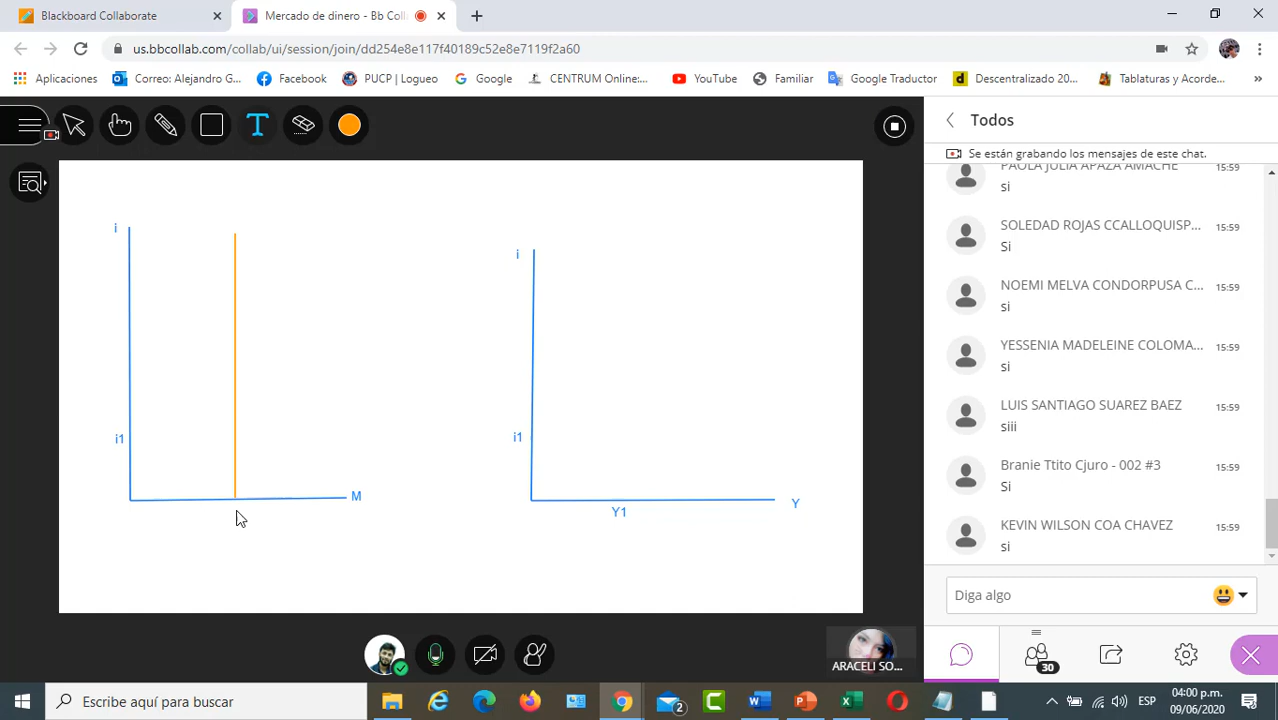 Blackboard Collaborate
Mercado de dinero - Bb Coll
us.bbcollab.com/collab/ui/session/join/dd254e8e117f40189c52e8e7119f2a60
Aplicaciones
Correo: Alejandro G...
Facebook
PUCP | Logueo
Google
CENTRUM Online:...
YouTube
Familiar
Google Traductor
Descentralizado 20...
Tablaturas y Acorde...
»
T
Todos
Se están grabando los mensajes de este chat.
PAOLA JULIA APAZA AMACHE 15:59
si
SOLEDAD ROJAS CCALLOQUISP... 15:59
Si
NOEMI MELVA CONDORPUSA C... 15:59
si
YESSENIA MADELEINE COLOMA... 15:59
si
LUIS SANTIAGO SUAREZ BAEZ 15:59
siii
Branie Ttito Cjuro - 002 #3 15:59
Si
KEVIN WILSON COA CHAVEZ 15:59
si
i
i1
M
i
i1
Y1
Y
Diga algo
ARACELI SO...
30
Escribe aquí para buscar
2
ESP
04:00 p.m.
09/06/2020